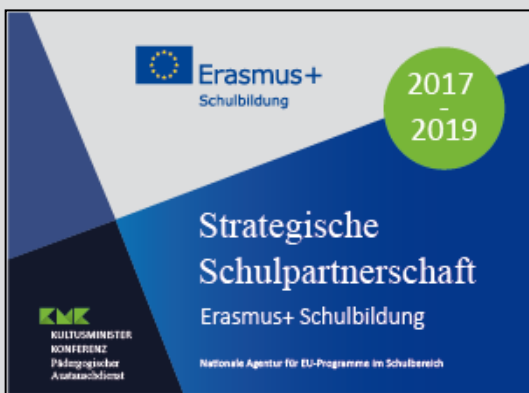 Erasmus+
Schulbildung
2017
-
2019
Strategische
Schulpartnerschaft
Erasmus+ Schulbildung
Nationale Agentur für EU-Programme im Schulbereich
KMK
KULTUSMINISTER
KONFERENZ
Pädagogischer
Austauschdienst